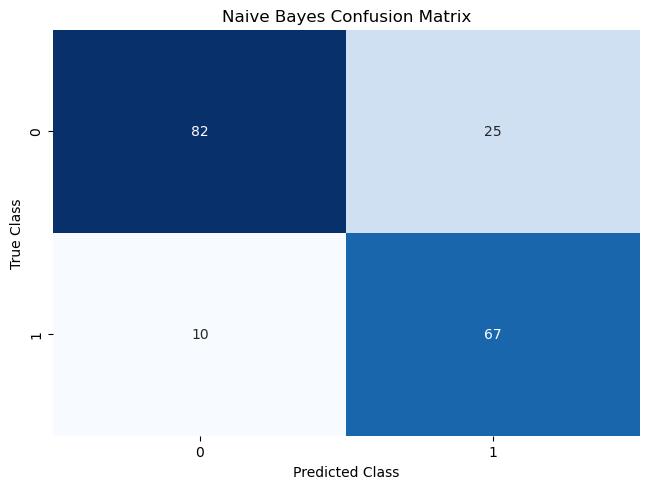 Naive Bayes Confusion Matrix
True Class
0
82
25
1
10
67
0
1
Predicted Class